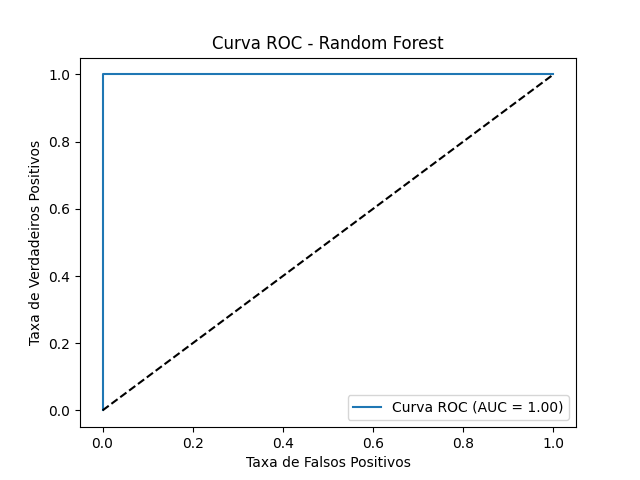 Curva ROC - Random Forest
1.0
0.8
0.6
0.4
0.2
0.0
Taxa de Verdadeiros Positivos
Curva ROC (AUC = 1.00)
0.0 0.2 0.4 0.6 0.8 1.0
Taxa de Falsos Positivos